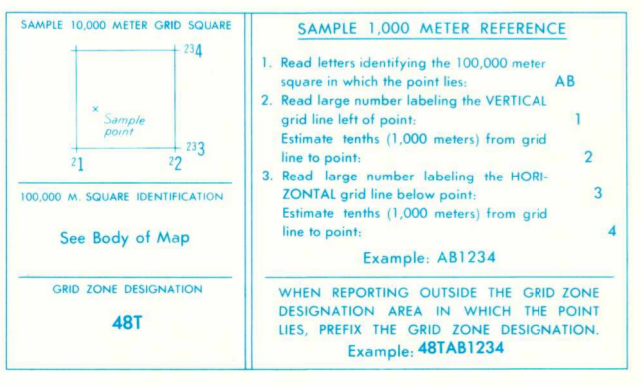 SAMPLE 10,000 METER GRID SQUARE
234
Sample
point
233
21
22
100,000 M. SQUARE IDENTIFICATION
See Body of Map
GRID ZONE DESIGNATION
48T
SAMPLE 1,000 METER REFERENCE
1. Read letters identifying the 100,000 meter
square in which the point lies: AB
2. Read large number labeling the VERTICAL
grid line left of point: 1
Estimate tenths (1,000 meters) from grid
line to point: 2
3. Read large number labeling the HORI-
ZONTAL grid line below point: 3
Estimate tenths (1,000 meters) from grid
line to point: 4
Example: AB1234
WHEN REPORTING OUTSIDE THE GRID ZONE
DESIGNATION AREA IN WHICH THE POINT
LIES, PREFIX THE GRID ZONE DESIGNATION.
Example: 48TAB1234